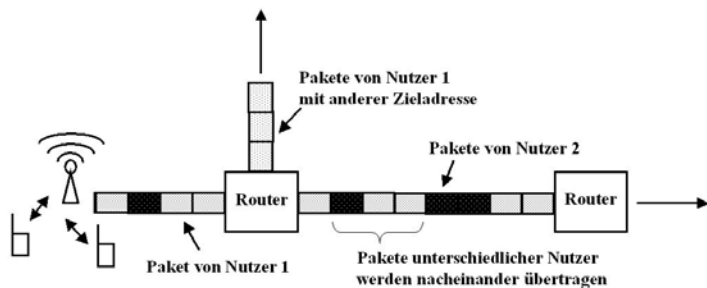 Pakete von Nutzer 1
mit anderer Zieladresse
Pakete von Nutzer 2
Router
Router
Paket von Nutzer 1
Pakete unterschiedlicher Nutzer
werden nacheinander übertragen